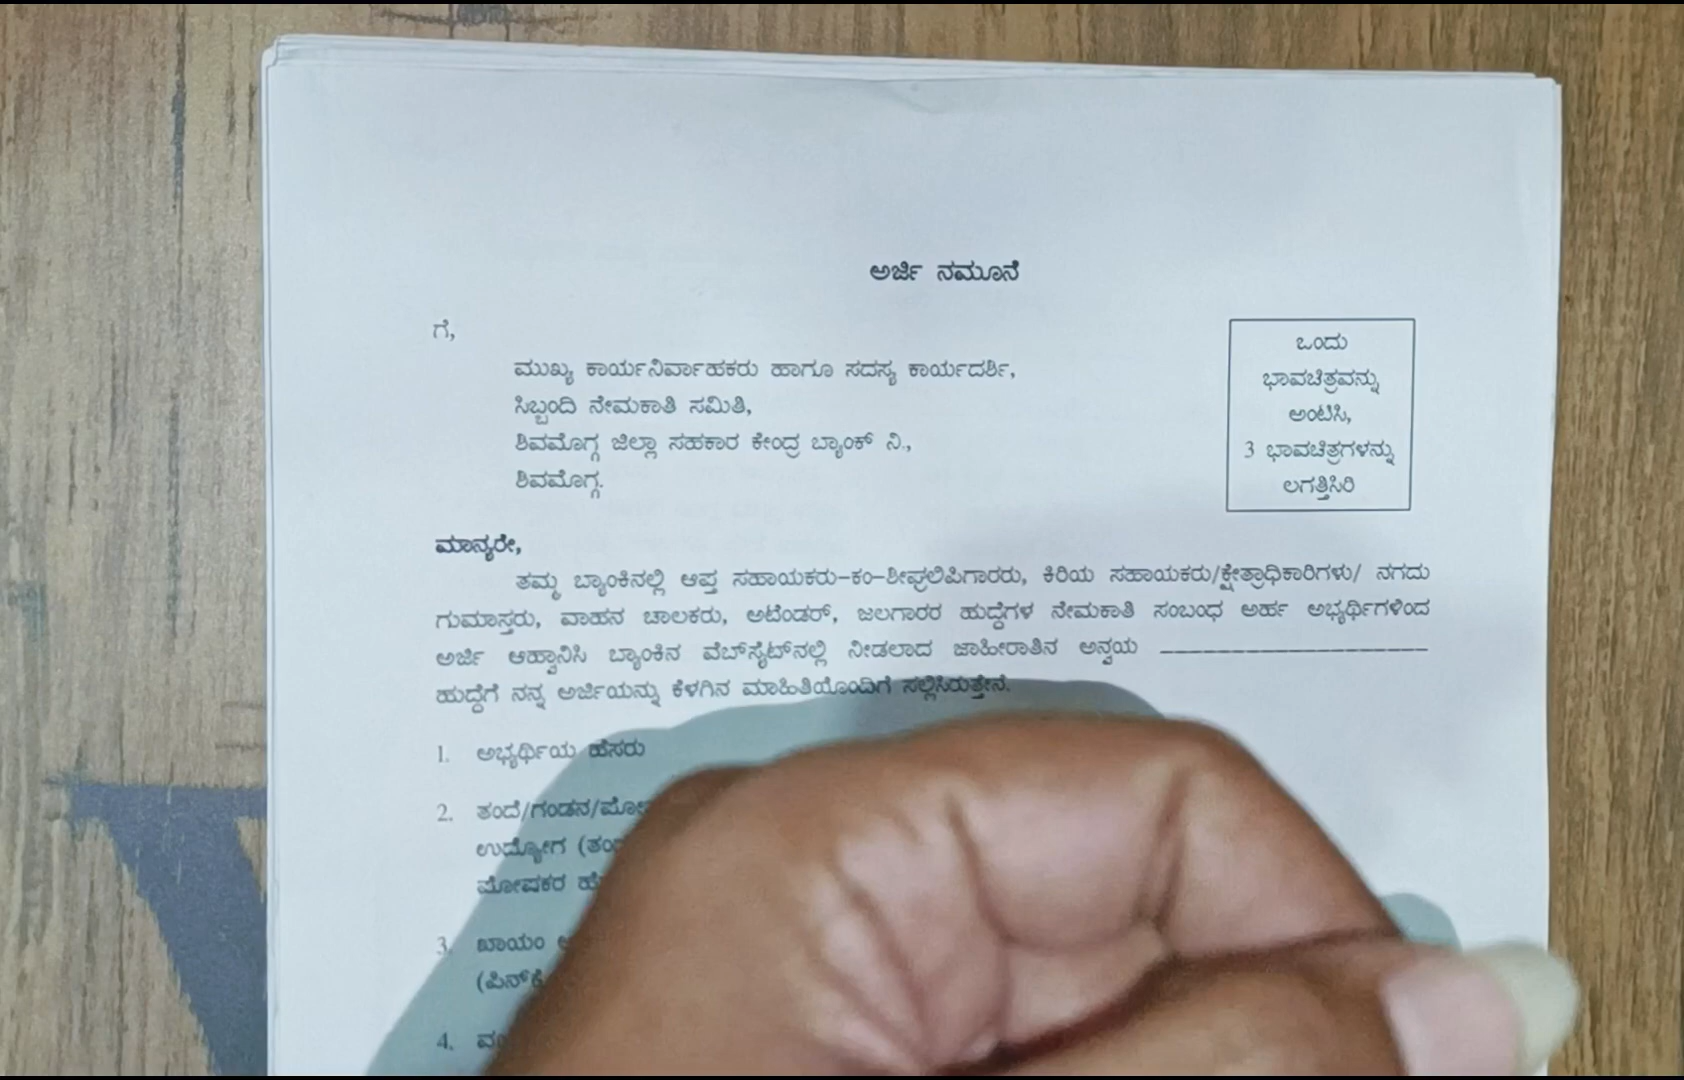 ಅರ್ಜಿ ನಮೂನೆ
ಗೆ,
ಮುಖ್ಯ ಕಾರ್ಯನಿರ್ವಾಹಕರು ಹಾಗೂ ಸದಸ್ಯ ಕಾರ್ಯದರ್ಶಿ,
ಸಿಬ್ಬಂದಿ ನೇಮಕಾತಿ ಸಮಿತಿ,
ಶಿವಮೊಗ್ಗ ಜಿಲ್ಲಾ ಸಹಕಾರ ಕೇಂದ್ರ ಬ್ಯಾಂಕ್ ನಿ.,
ಶಿವಮೊಗ್ಗ.
ಒಂದು
ಭಾವಚಿತ್ರವನ್ನು
ಅಂಟಿಸಿ,
3 ಭಾವಚಿತ್ರಗಳನ್ನು
ಲಗತ್ತಿಸಿರಿ
ಮಾನ್ಯರೇ,
ತಮ್ಮ ಬ್ಯಾಂಕಿನಲ್ಲಿ ಆಪ್ತ ಸಹಾಯಕರು-ಕಂ-ಶೀಘ್ರಲಿಪಿಗಾರರು, ಕಿರಿಯ ಸಹಾಯಕರು/ಕ್ಷೇತ್ರಾಧಿಕಾರಿಗಳು/ ನಗದು
ಗುಮಾಸ್ತರು, ವಾಹನ ಚಾಲಕರು, ಅಟೆಂಡರ್, ಜಲಗಾರರ ಹುದ್ದೆಗಳ ನೇಮಕಾತಿ ಸಂಬಂಧ ಅರ್ಹ ಅಭ್ಯರ್ಥಿಗಳಿಂದ
ಅರ್ಜಿ ಆಹ್ವಾನಿಸಿ ಬ್ಯಾಂಕಿನ ವೆಬ್‌ಸೈಟ್‌ನಲ್ಲಿ ನೀಡಲಾದ ಜಾಹೀರಾತಿನ ಅನ್ವಯ
ಹುದ್ದೆಗೆ ನನ್ನ ಅರ್ಜಿಯನ್ನು ಕೆಳಗಿನ ಮಾಹಿತಿಯೊಂದಿಗೆ ಸಲ್ಲಿಸಿರುತ್ತೇನೆ.
1. ಅಭ್ಯರ್ಥಿಯ ಹೆಸರು
2. ತಂದೆ/ಗಂಡನ/
ಉದ್ಯೋಗ
ಪೋಷಕರ
3. ಖಾಯಂ
4.